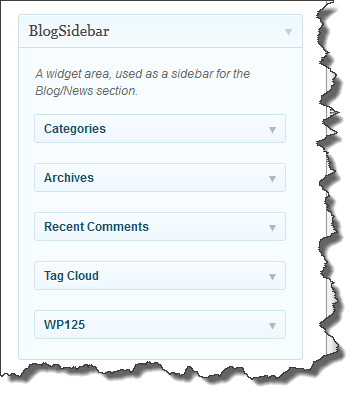 BlogSidebar
A widget area, used as a sidebar for the
Blog/News section.
Categories
Archives
Recent Comments
Tag Cloud
WP125